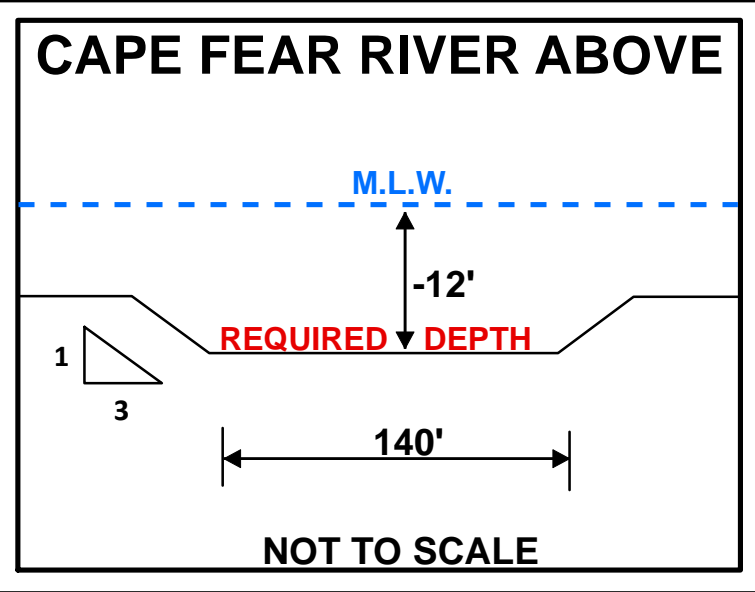 CAPE FEAR RIVER ABOVE
M.L.W.
-12'
REQUIRED DEPTH
1
3
140'
NOT TO SCALE